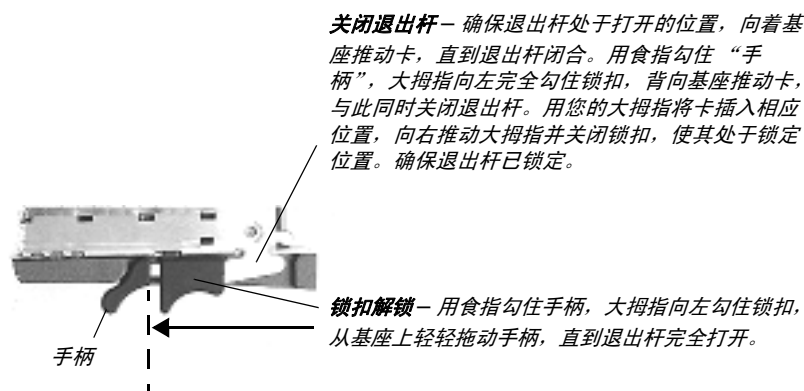 关闭退出杆 – 确保退出杆处于打开的位置，向着基
座推动卡，直到退出杆闭合。用食指勾住 “手
柄”，大拇指向左完全勾住锁扣，背向基座推动卡，
与此同时关闭退出杆。用您的大拇指将卡插入相应
位置，向右推动大拇指并关闭锁扣，使其处于锁定
位置。确保退出杆已锁定。
锁扣解锁 – 用食指勾住手柄，大拇指向左勾住锁扣，
从基座上轻轻拖动手柄，直到退出杆完全打开。
手柄